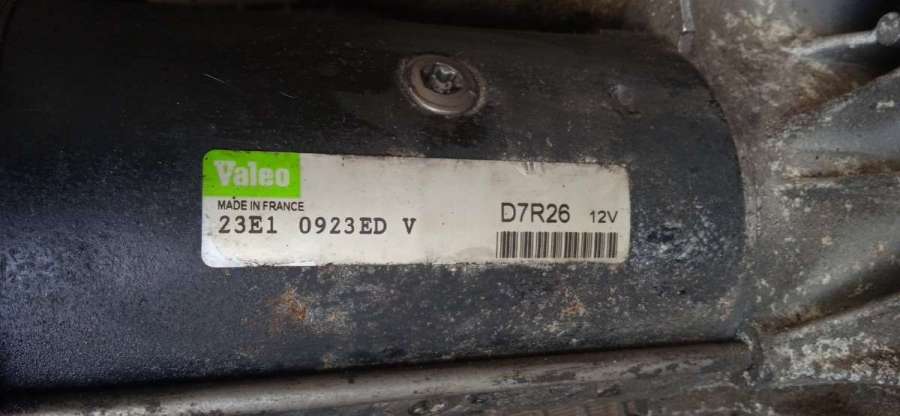 Valeo
MADE IN FRANCE
23E1 0923ED V
D7R26 12V